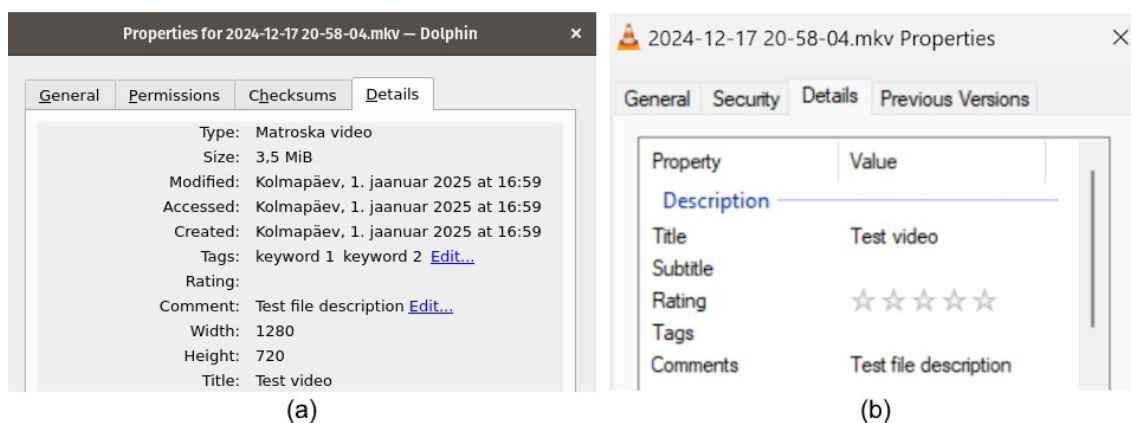 Properties for 2024-12-17 20-58-04.mkv — Dolphin
General Permissions Checksums Details
Type: Matroska video
Size: 3,5 MiB
Modified: Kolmapäev, 1. jaanuar 2025 at 16:59
Accessed: Kolmapäev, 1. jaanuar 2025 at 16:59
Created: Kolmapäev, 1. jaanuar 2025 at 16:59
Tags: keyword 1 keyword 2 Edit...
Rating:
Comment: Test file description Edit...
Width: 1280
Height: 720
Title: Test video
(a)
2024-12-17 20-58-04.mkv Properties
General Security Details Previous Versions
Property Value
Description
Title Test video
Subtitle
Rating
Tags
Comments Test file description
(b)